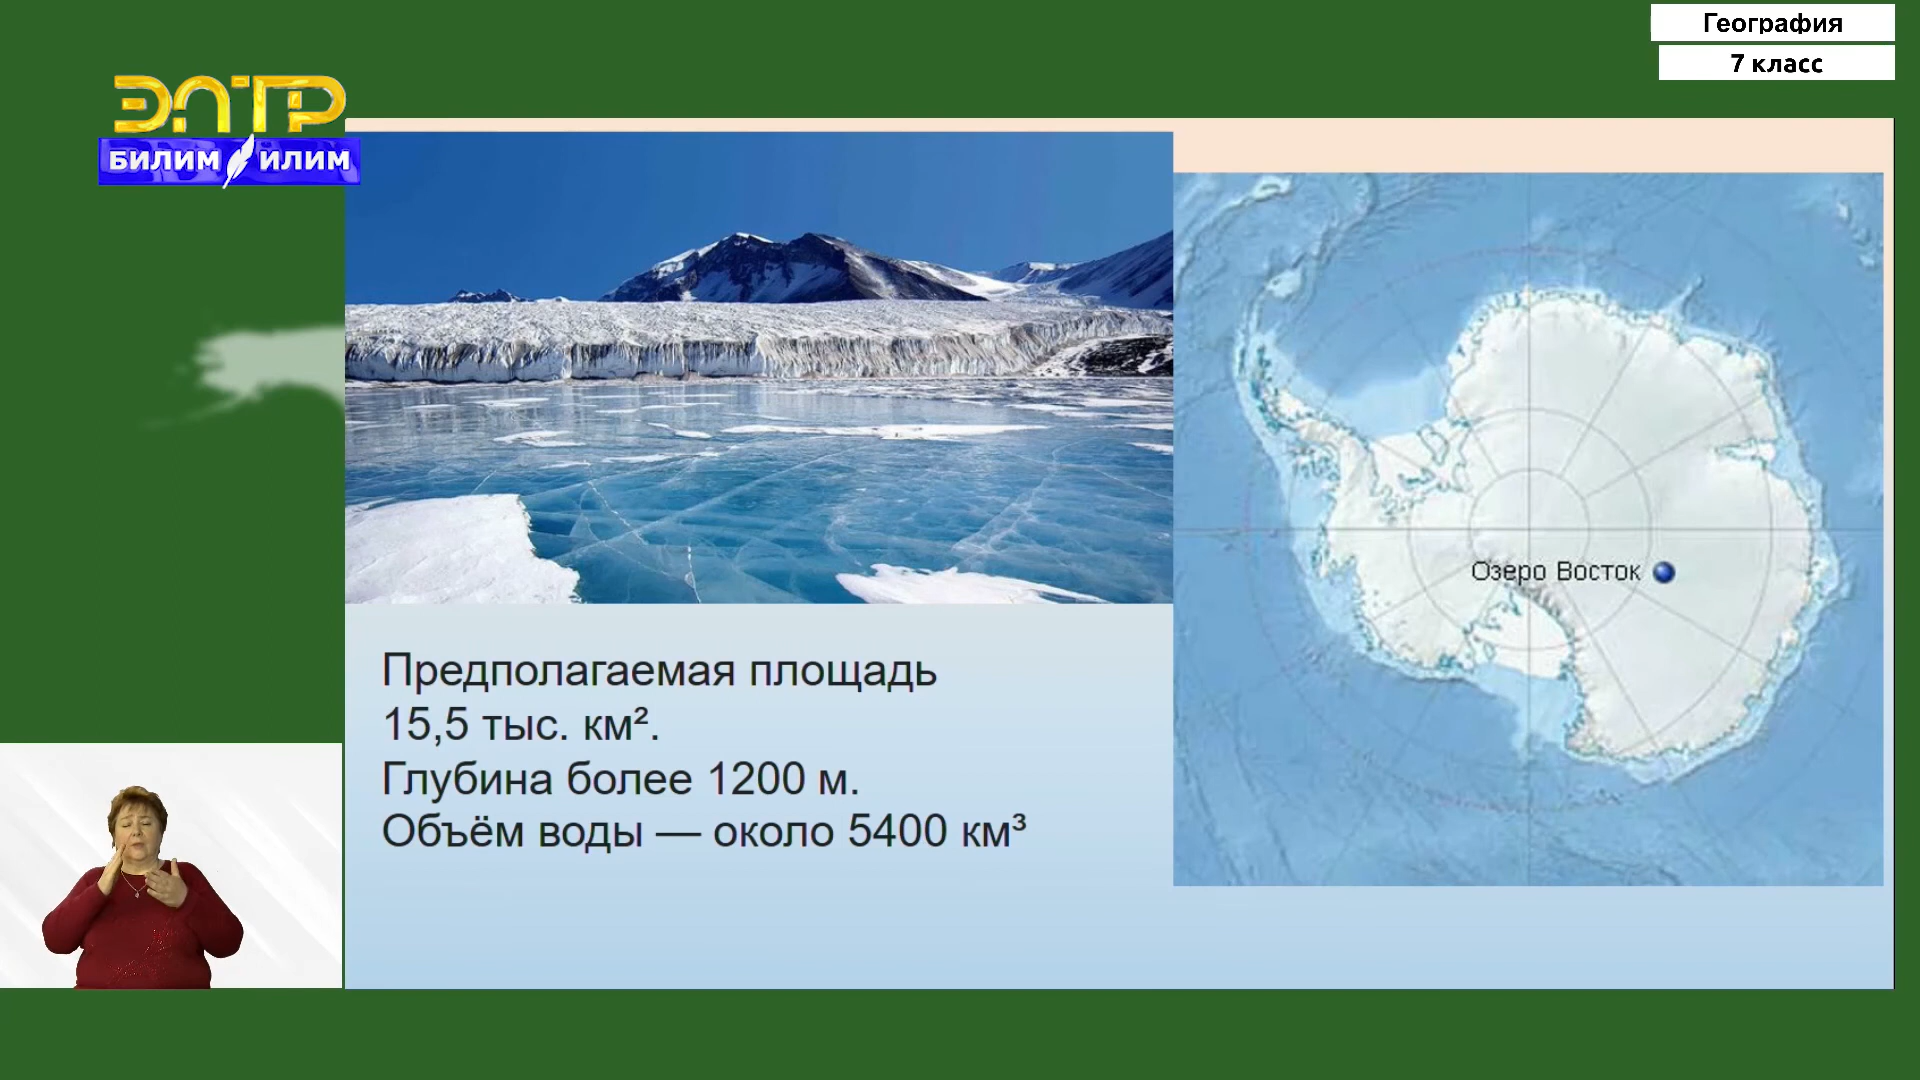 География
7 класс
ЭЛТР
БИЛИМ ИЛИМ
Озеро Восток
Предполагаемая площадь
15,5 тыс. км².
Глубина более 1200 м.
Объём воды — около 5400 км³